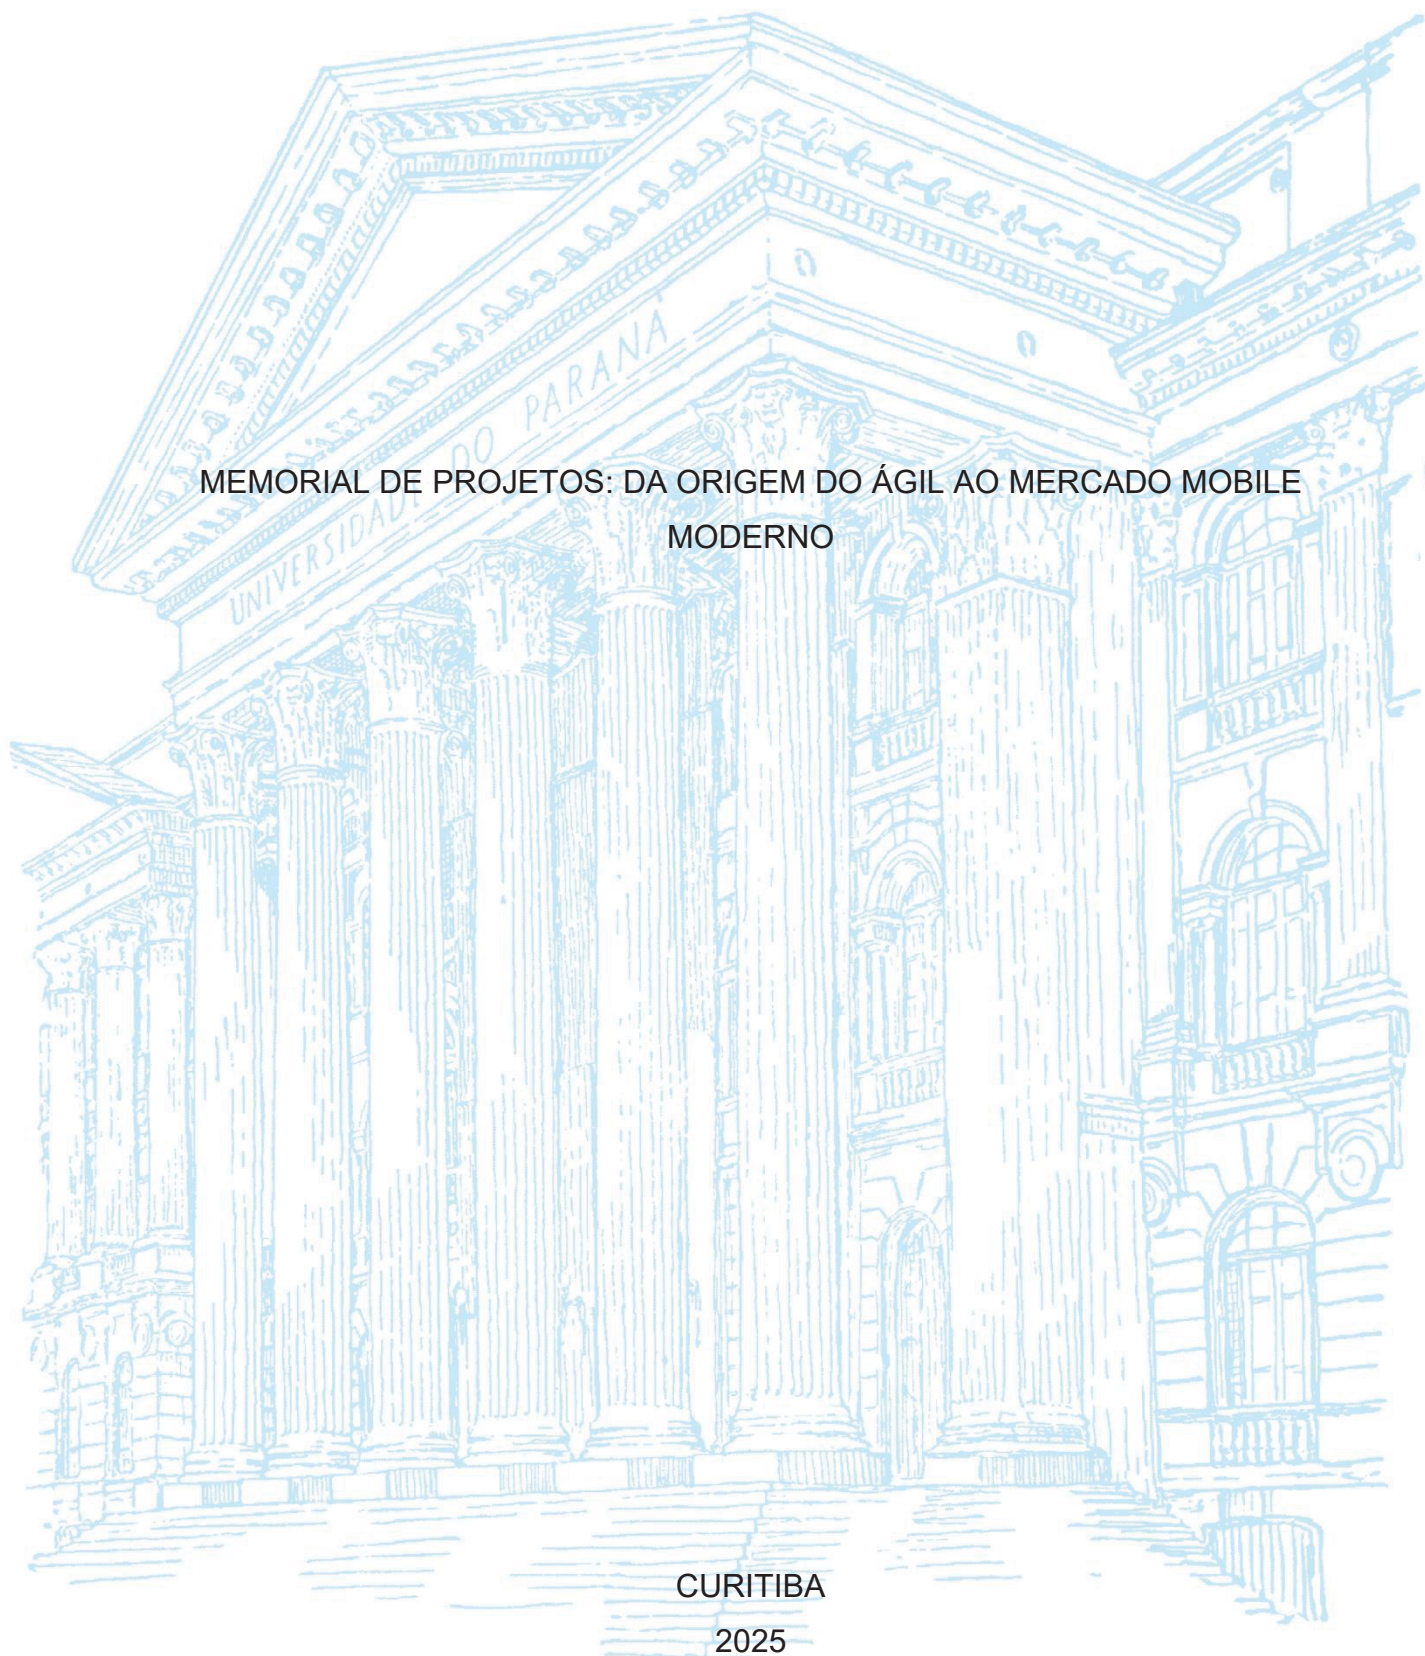 UNIVERSIDADE DO PARANÁ
MEMORIAL DE PROJETOS: DA ORIGEM DO ÁGIL AO MERCADO MOBILE
MODERNO
CURITIBA
2025